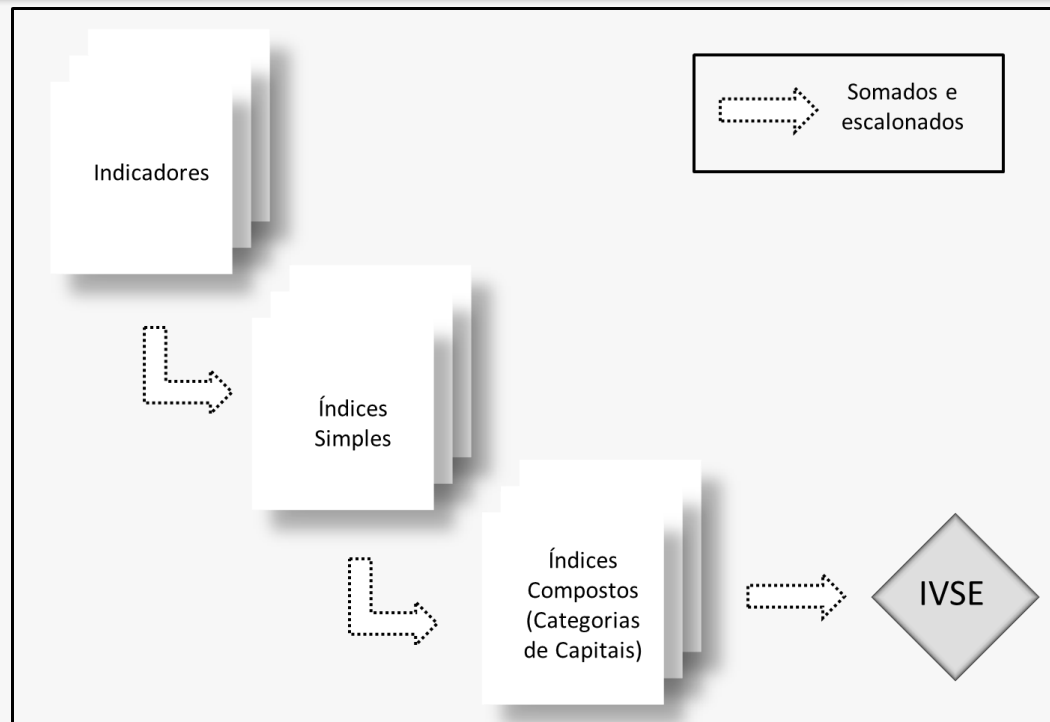 Somados e
escalonados
Indicadores
Índices
Simples
Índices
Compostos
(Categorias
de Capitais)
IVSE